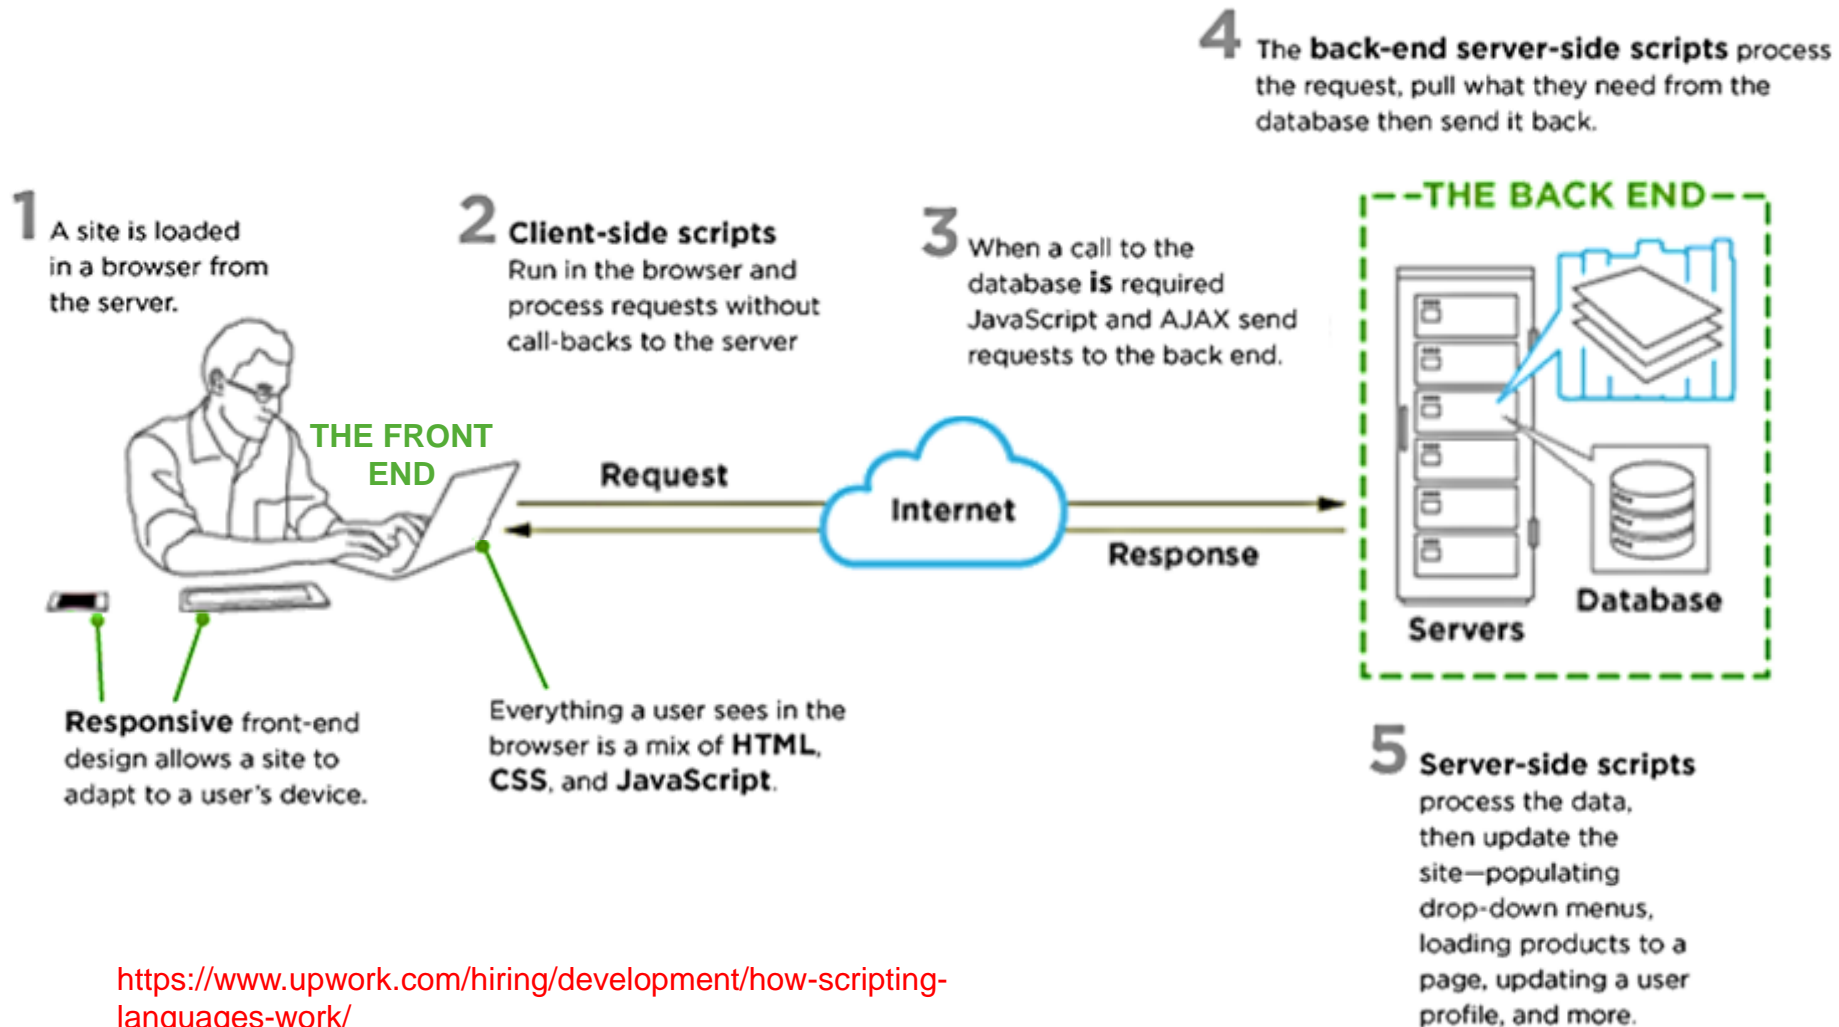 4
The back-end server-side scripts process
the request, pull what they need from the
database then send it back.
1
A site is loaded
in a browser from
the server.
2
Client-side scripts
Run in the browser and
process requests without
call-backs to the server
3
When a call to the
database is required
JavaScript and AJAX send
requests to the back end.
THE BACK END
THE FRONT
END
Request
Internet
Response
Servers
Database
Responsive front-end
design allows a site to
adapt to a user's device.
Everything a user sees in the
browser is a mix of HTML,
CSS, and JavaScript.
5
Server-side scripts
process the data,
then update the
site—populating
drop-down menus,
loading products to a
page, updating a user
profile, and more.
https://www.upwork.com/hiring/development/how-scripting-
languages-work/